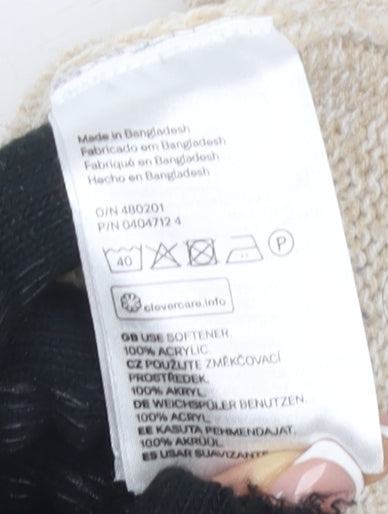 Made in Bangladesh
Fabricado em Bangladesh
Fabriqué en Bangladesh
Hecho en Bangladesh
O/N 480201
P/N 0404712 4
40
P
clevercare.info
GB USE SOFTENER.
100% ACRYLIC.
CZ POUŽIJTE ZMĚKČOVACÍ
PROSTŘEDEK.
100% AKRYL.
DE WEICHSPÜLER BENUTZEN.
100% ACRYL.
EE KASUTA PEHMENDAJAT.
100% AKRÜÜL.
ES USAR SUAVIZANTE